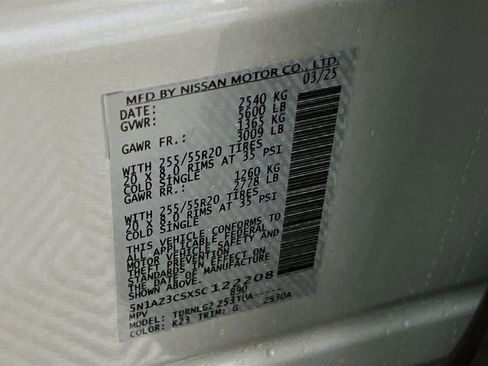 MFD BY NISSAN MOTOR CO., LTD.
DATE: 03/25
GVWR: 2540 KG
5600 LB
GAWR FR.: 1365 KG
3009 LB
WITH 255/55R20 TIRES
20 X 8.0 RIMS AT 35 PSI
COLD SINGLE
GAWR RR.: 1260 KG
2778 LB
WITH 255/55R20 TIRES
20 X 8.0 RIMS AT 35 PSI
COLD SINGLE
THIS VEHICLE CONFORMS TO
ALL APPLICABLE FEDERAL
MOTOR VEHICLE SAFETY AND
THEFT PREVENTION
STANDARDS IN EFFECT ON
THE DATE OF MANUFACTURE
SHOWN ABOVE.
5N1AZ3CSXSC122208
MPV
MODEL:
COLOR: K23 TRIM: G